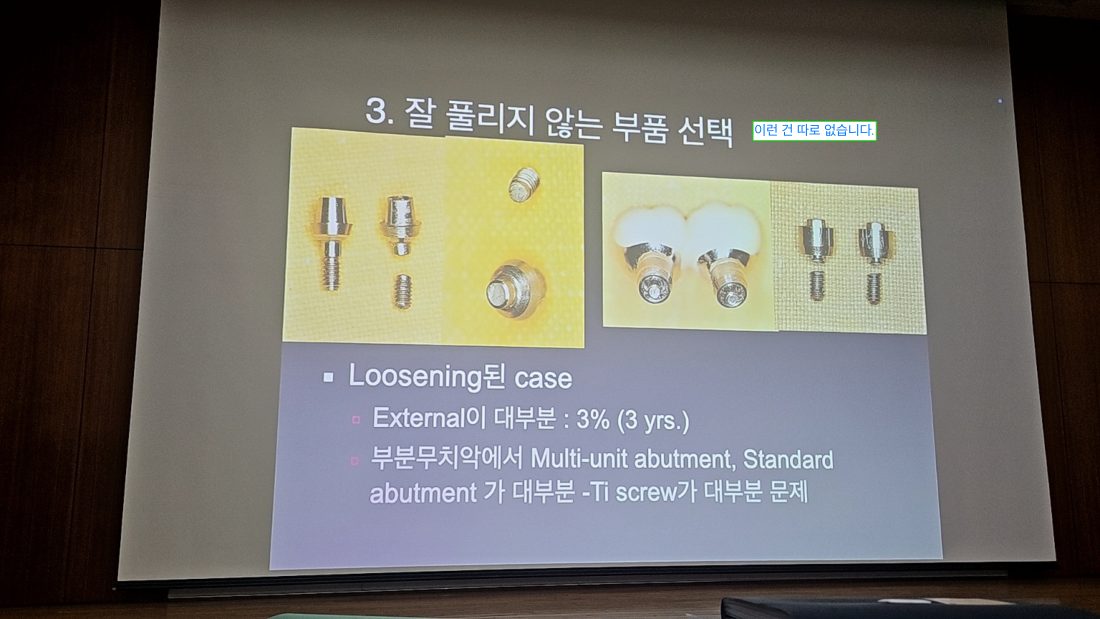 3. 잘 풀리지 않는 부품 선택
이런 건 따로 없습니다.
Loosening된 case
External이 대부분 : 3% (3 yrs.)
부분무치악에서 Multi-unit abutment, Standard
abutment 가 대부분 -Ti screw가 대부분 문제